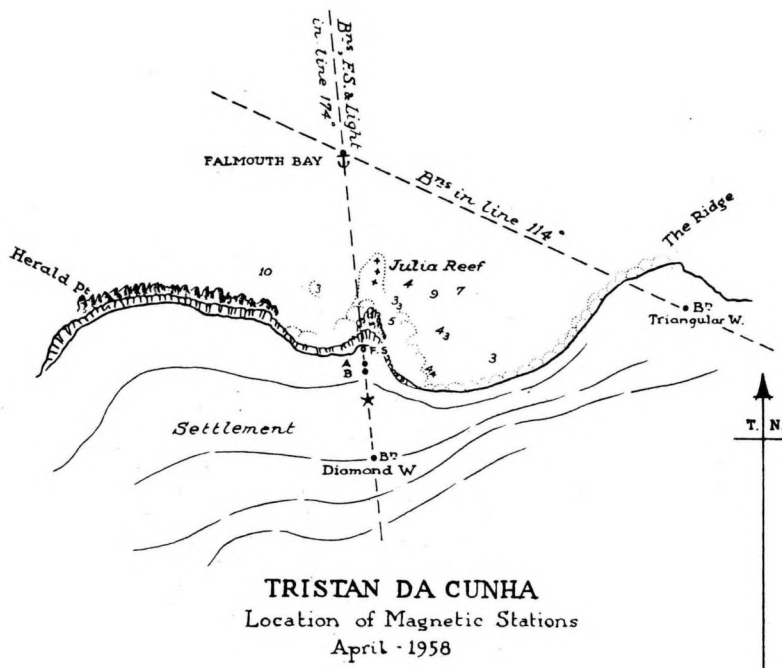 Bns, F.S. & Light
in line 174°
FALMOUTH BAY
Bns in line 114°
The Ridge
Herald Pt.
10
3
Julia Reef
4
9
7
3₃
5
4₃
3
Bn
Triangular W.
F.S.
A
B
Settlement
Bn
Diamond W
T. N.
TRISTAN DA CUNHA
Location of Magnetic Stations
April - 1958